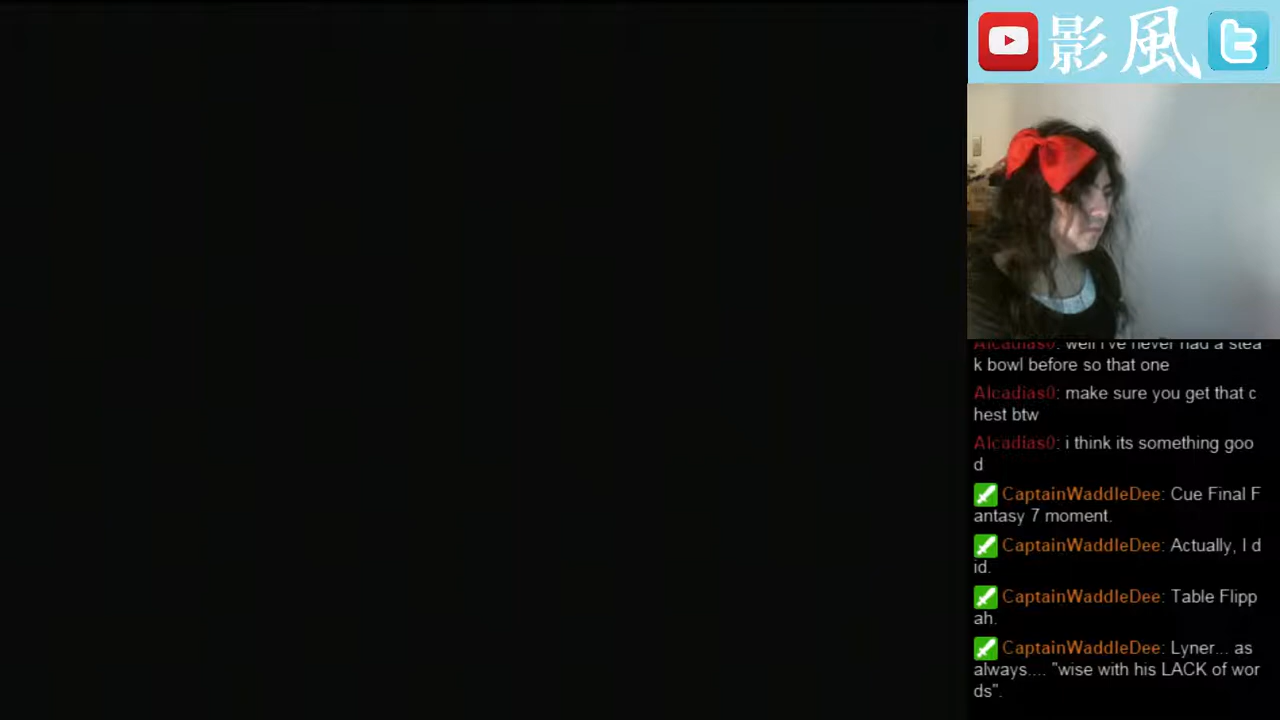 影風
Alcadias0: well i've never had a stea
k bowl before so that one
Alcadias0: make sure you get that c
hest btw
Alcadias0: i think its something goo
d
CaptainWaddleDee: Cue Final F
antasy 7 moment.
CaptainWaddleDee: Actually, I d
id.
CaptainWaddleDee: Table Flipp
ah.
CaptainWaddleDee: Lyner... as
always.... "wise with his LACK of wor
ds".